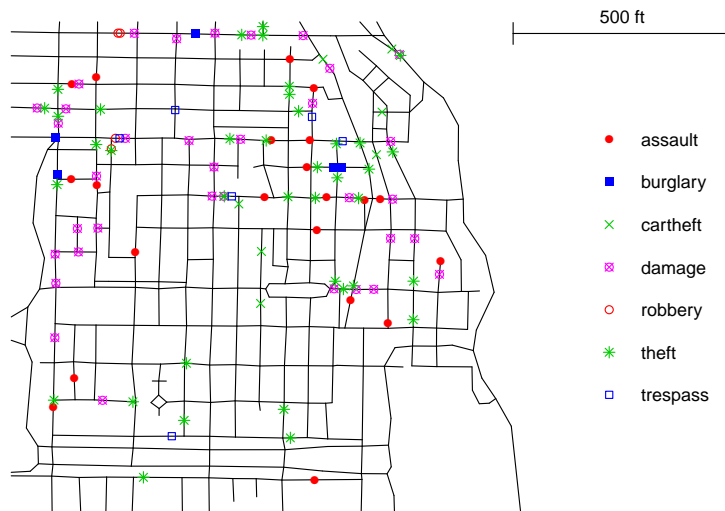 500 ft
assault
burglary
cartheft
damage
robbery
theft
trespass